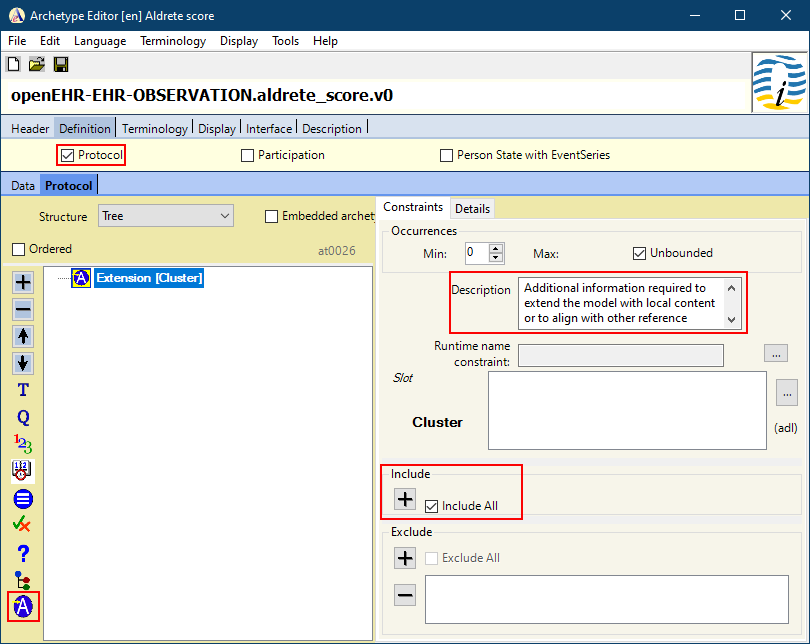 Archetype Editor [en] Aldrete score
File Edit Language Terminology Display Tools Help
openEHR-EHR-OBSERVATION.aldrete_score.v0
Header Definition Terminology Display Interface Description
Protocol Participation Person State with EventSeries
Data Protocol
Structure Tree Embedded archet
Ordered at0026
Extension [Cluster]
T
Q
123
?
A
Constraints Details
Occurrences
Min: 0 Max: Unbounded
Description Additional information required to
extend the model with local content
or to align with other reference
Runtime name
constraint: ...
Slot
Cluster ...
(adl)
Include
Include All
Exclude
Exclude All